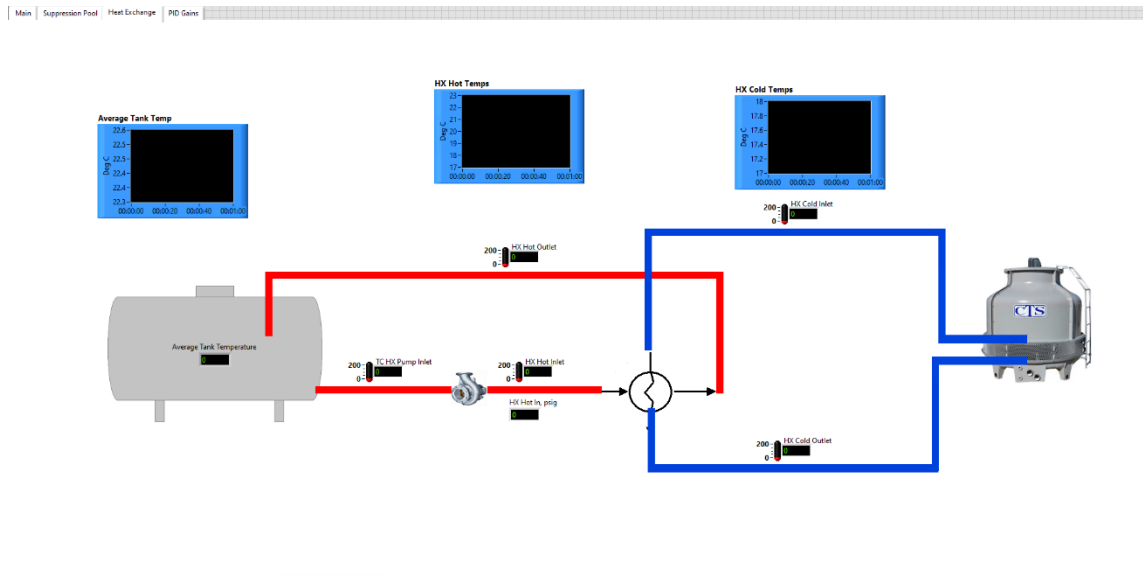 Main
Suppression Pool
Heat Exchange
PID Gains
HX Hot Temps
23
22
21
20
19
18
17
Deg C
00:00:00 00:00:20 00:00:40 00:01:00
HX Cold Temps
18
17,8
17,6
17,4
17,2
17
Deg C
00:00:00 00:00:20 00:00:40 00:01:00
Average Tank Temp
22,6
22,5
22,5
22,4
22,4
22,3
Deg C
00:00:00 00:00:20 00:00:40 00:01:00
HX Cold Inlet
200
0
0
HX Hot Outlet
200
0
0
CTS
Average Tank Temperature
0
TC HX Pump Inlet
200
0
0
HX Hot Inlet
200
0
0
HX Hot In, psig
0
HX Cold Outlet
200
0
0